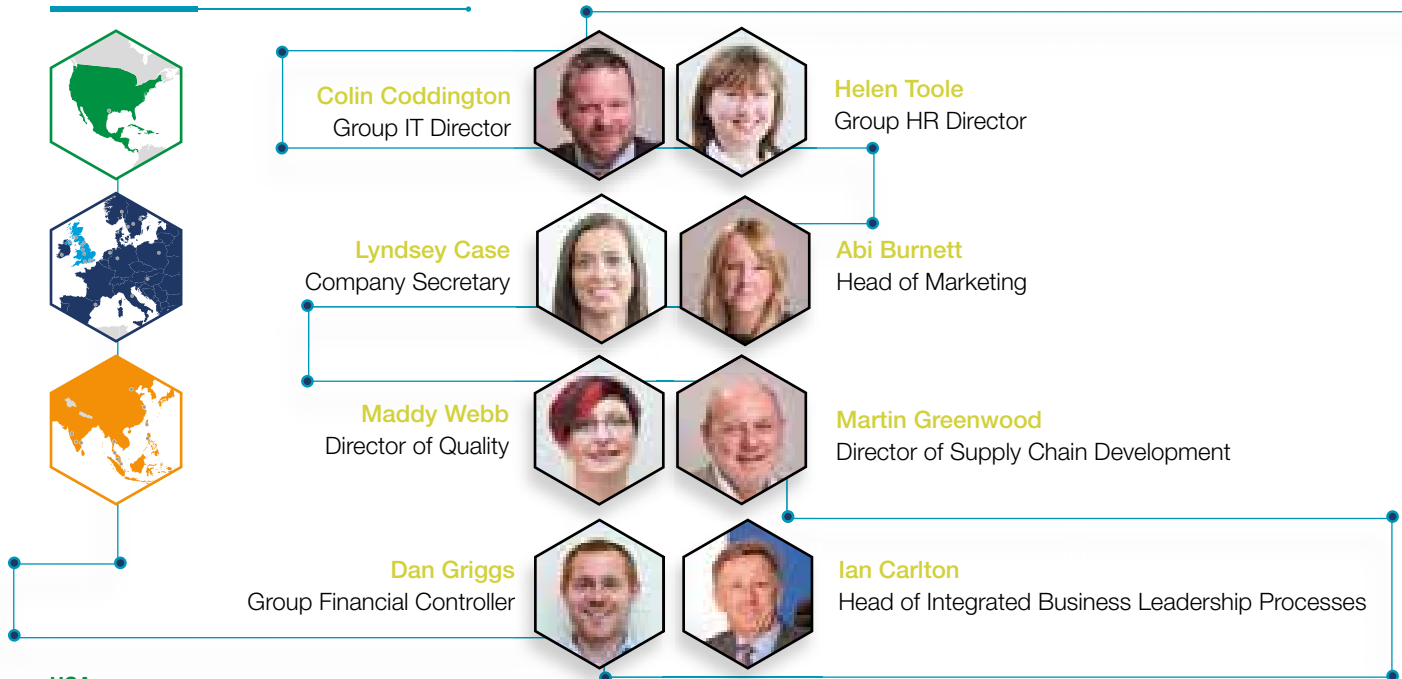 Colin Coddington
Group IT Director
Helen Toole
Group HR Director
Lyndsey Case
Company Secretary
Abi Burnett
Head of Marketing
Maddy Webb
Director of Quality
Martin Greenwood
Director of Supply Chain Development
Dan Griggs
Group Financial Controller
Ian Carlton
Head of Integrated Business Leadership Processes
USA